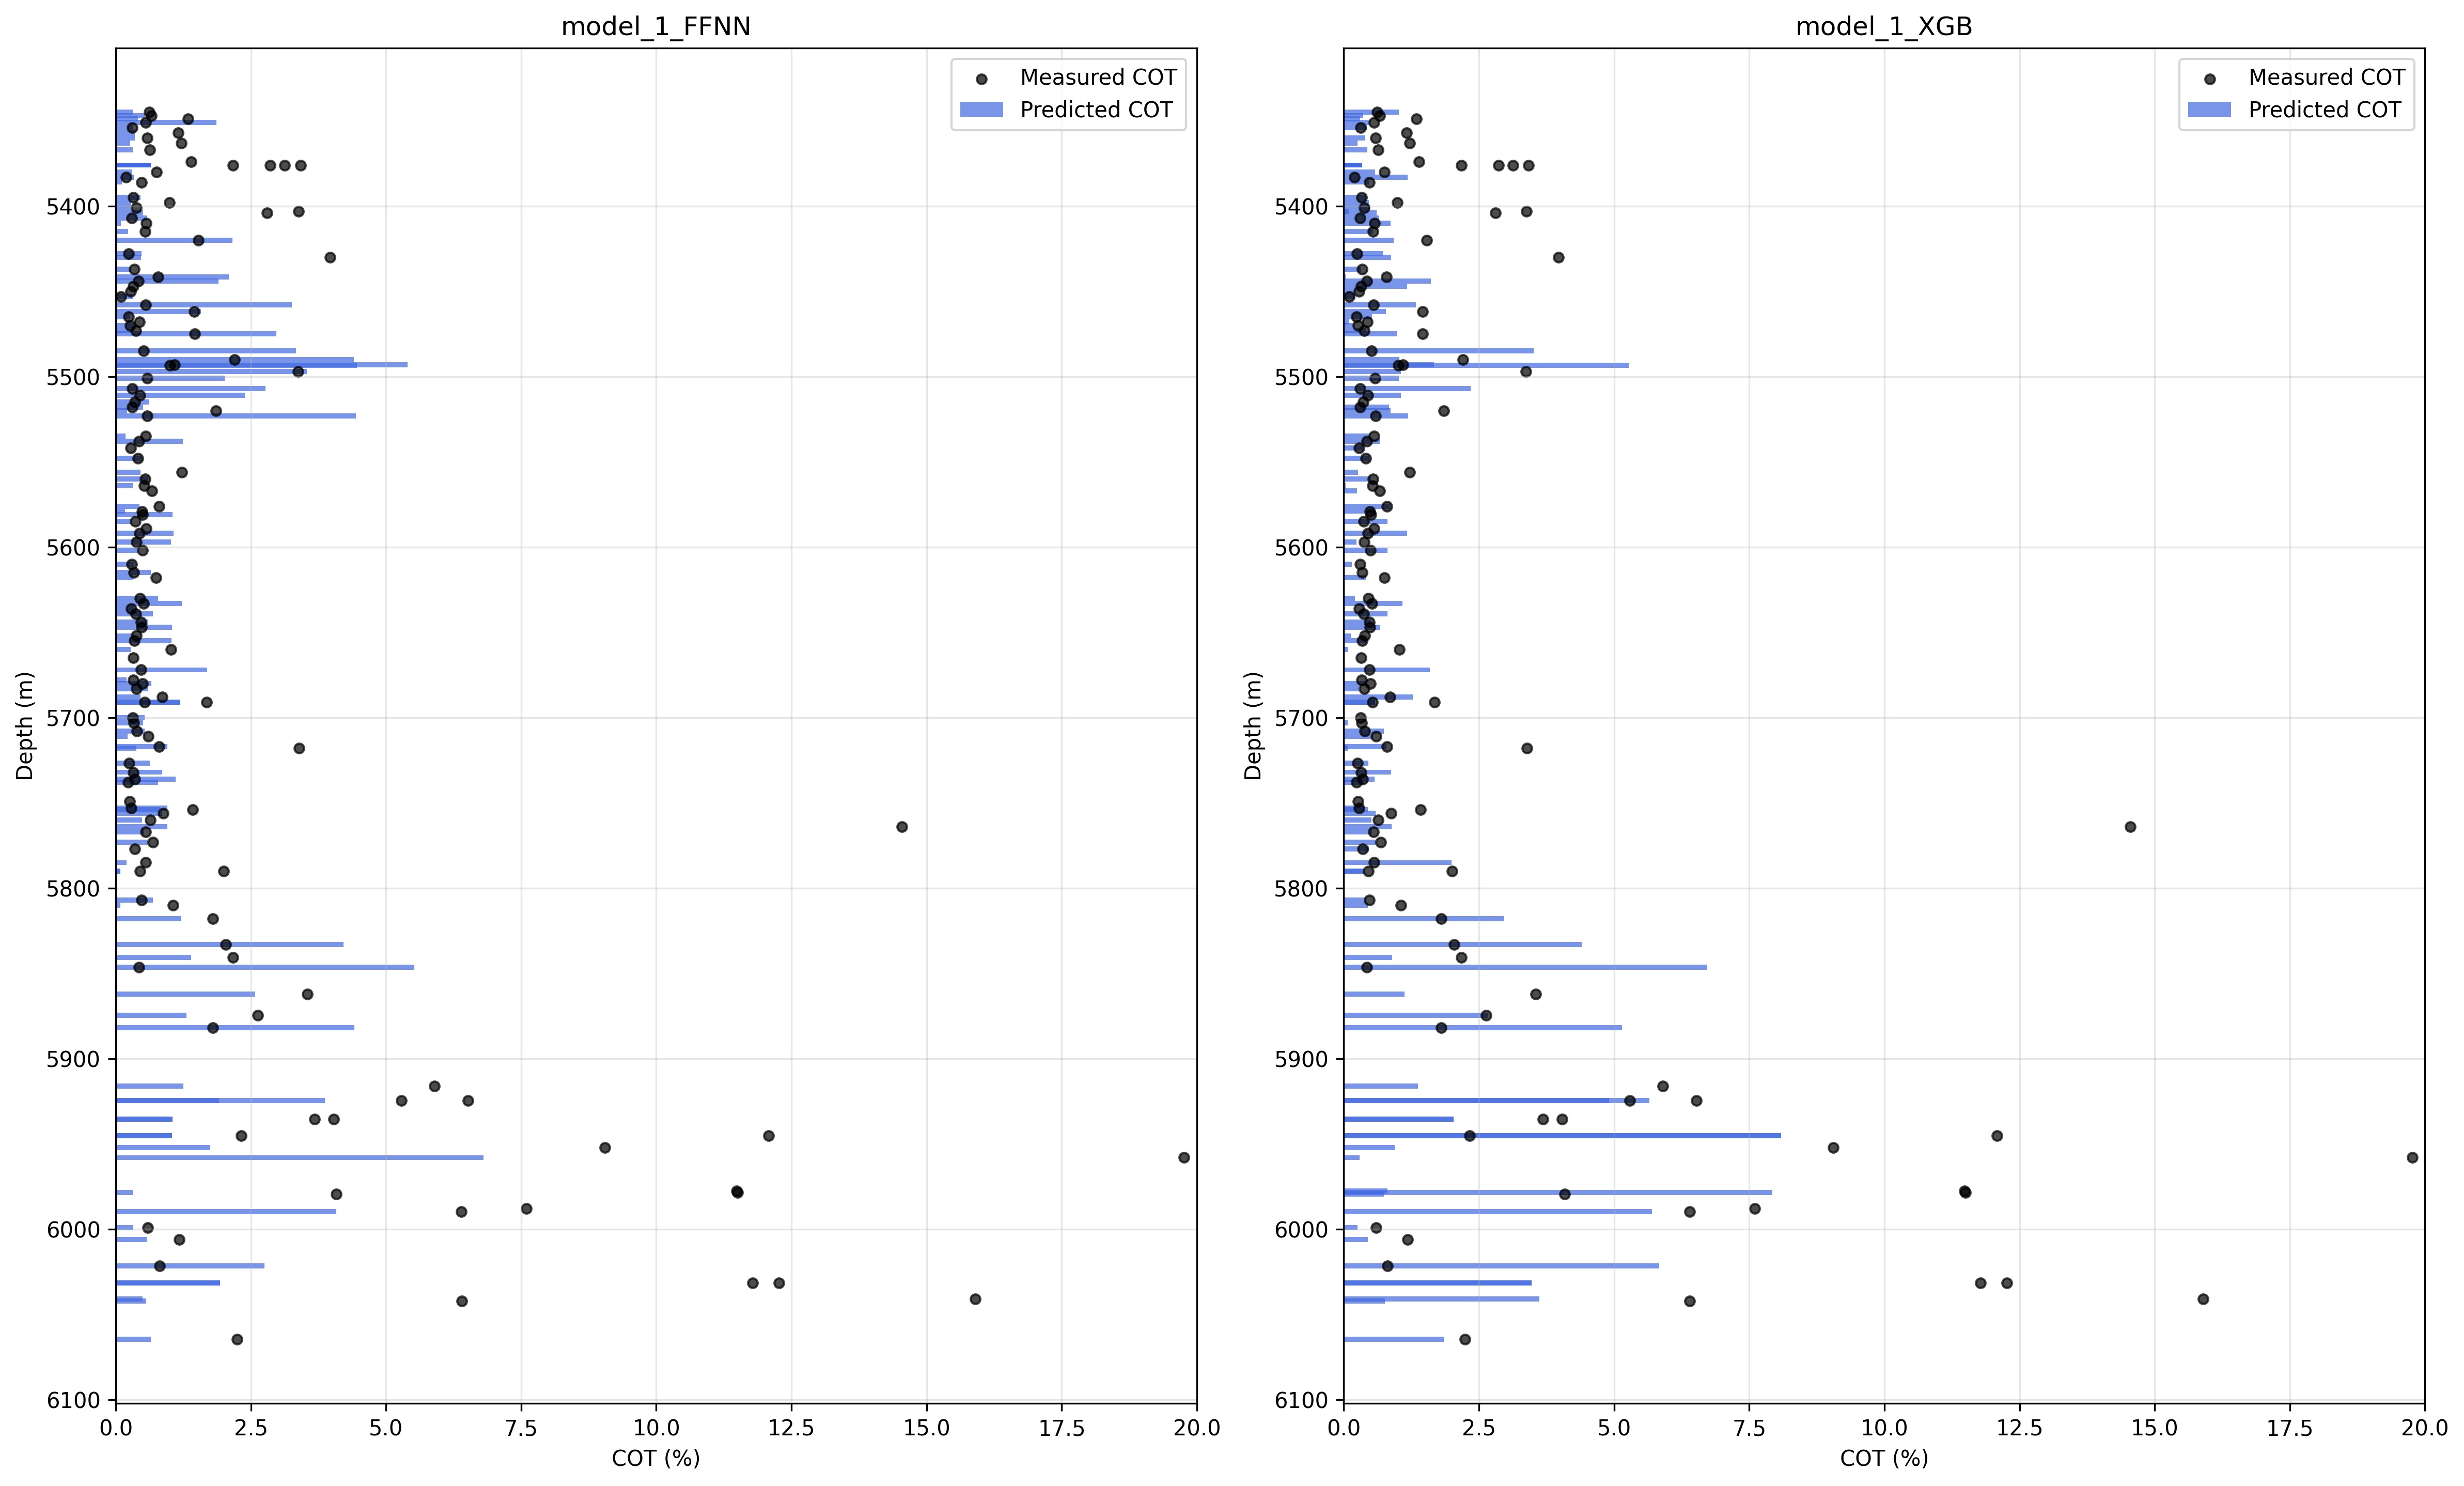 model_1_FFNN
Measured COT
Predicted COT
5400
5500
5600
5700
5800
5900
6000
6100
Depth (m)
0.0 2.5 5.0 7.5 10.0 12.5 15.0 17.5 20.0
COT (%)
model_1_XGB
Measured COT
Predicted COT
5400
5500
5600
5700
5800
5900
6000
6100
Depth (m)
0.0 2.5 5.0 7.5 10.0 12.5 15.0 17.5 20.0
COT (%)